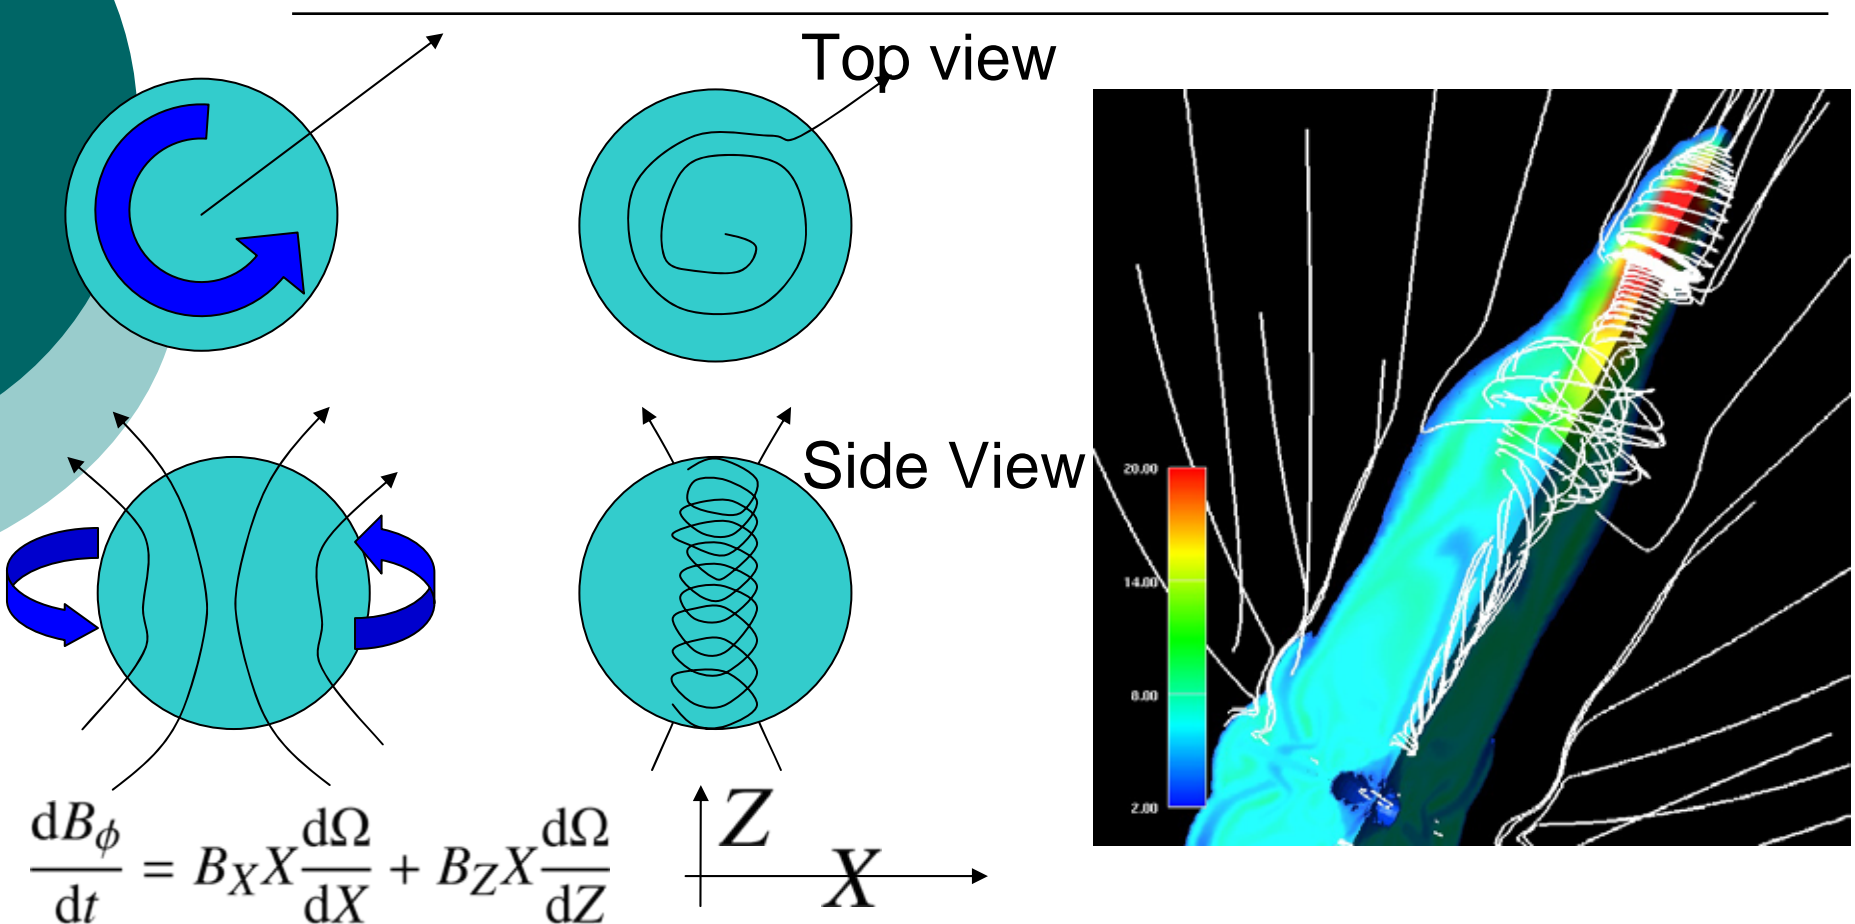 Top view
Side View
20.00
14.00
8.00
2.00
dB_ϕ/dt = B_X X dΩ/dX + B_Z X dΩ/dZ
Z
X